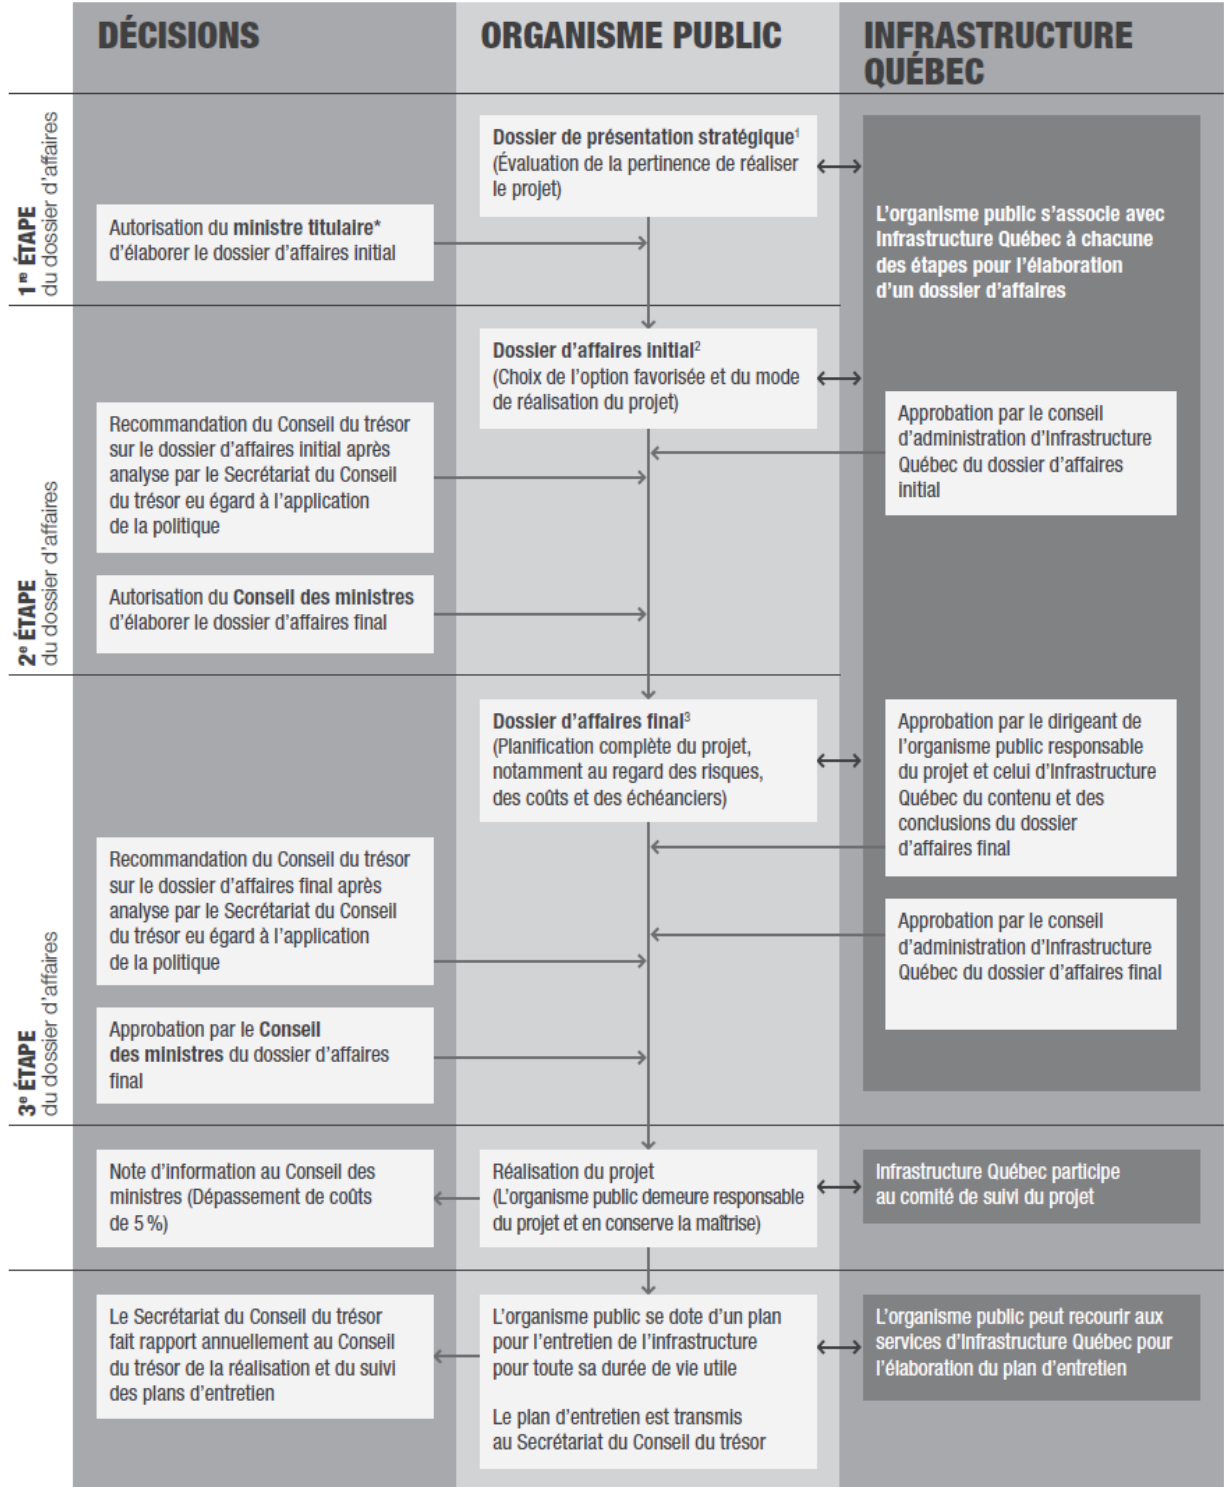 DÉCISIONS
ORGANISME PUBLIC
INFRASTRUCTURE
QUÉBEC
1re ÉTAPE
du dossier d'affaires
Dossier de présentation stratégique1
(Évaluation de la pertinence de réaliser
le projet)
Autorisation du ministre titulaire*
d'élaborer le dossier d'affaires initial
L'organisme public s'associe avec
Infrastructure Québec à chacune
des étapes pour l'élaboration
d'un dossier d'affaires
2e ÉTAPE
du dossier d'affaires
Dossier d'affaires initial2
(Choix de l'option favorisée et du mode
de réalisation du projet)
Approbation par le conseil
d'administration d'Infrastructure
Québec du dossier d'affaires
initial
Recommandation du Conseil du trésor
sur le dossier d'affaires initial après
analyse par le Secrétariat du Conseil
du trésor eu égard à l'application
de la politique
Autorisation du Conseil des ministres
d'élaborer le dossier d'affaires final
3e ÉTAPE
du dossier d'affaires
Dossier d'affaires final3
(Planification complète du projet,
notamment au regard des risques,
des coûts et des échéanciers)
Approbation par le dirigeant de
l'organisme public responsable
du projet et celui d'Infrastructure
Québec du contenu et des
conclusions du dossier
d'affaires final
Recommandation du Conseil du trésor
sur le dossier d'affaires final après
analyse par le Secrétariat du Conseil
du trésor eu égard à l'application
de la politique
Approbation par le conseil
d'administration d'Infrastructure
Québec du dossier d'affaires final
Approbation par le Conseil
des ministres du dossier d'affaires
final
Note d'information au Conseil des
ministres (Dépassement de coûts
de 5 %)
Réalisation du projet
(L'organisme public demeure responsable
du projet et en conserve la maîtrise)
Infrastructure Québec participe
au comité de suivi du projet
Le Secrétariat du Conseil du trésor
fait rapport annuellement au Conseil
du trésor de la réalisation et du suivi
des plans d'entretien
L'organisme public se dote d'un plan
pour l'entretien de l'infrastructure
pour toute sa durée de vie utile
Le plan d'entretien est transmis
au Secrétariat du Conseil du trésor
L'organisme public peut recourir aux
services d'Infrastructure Québec pour
l'élaboration du plan d'entretien